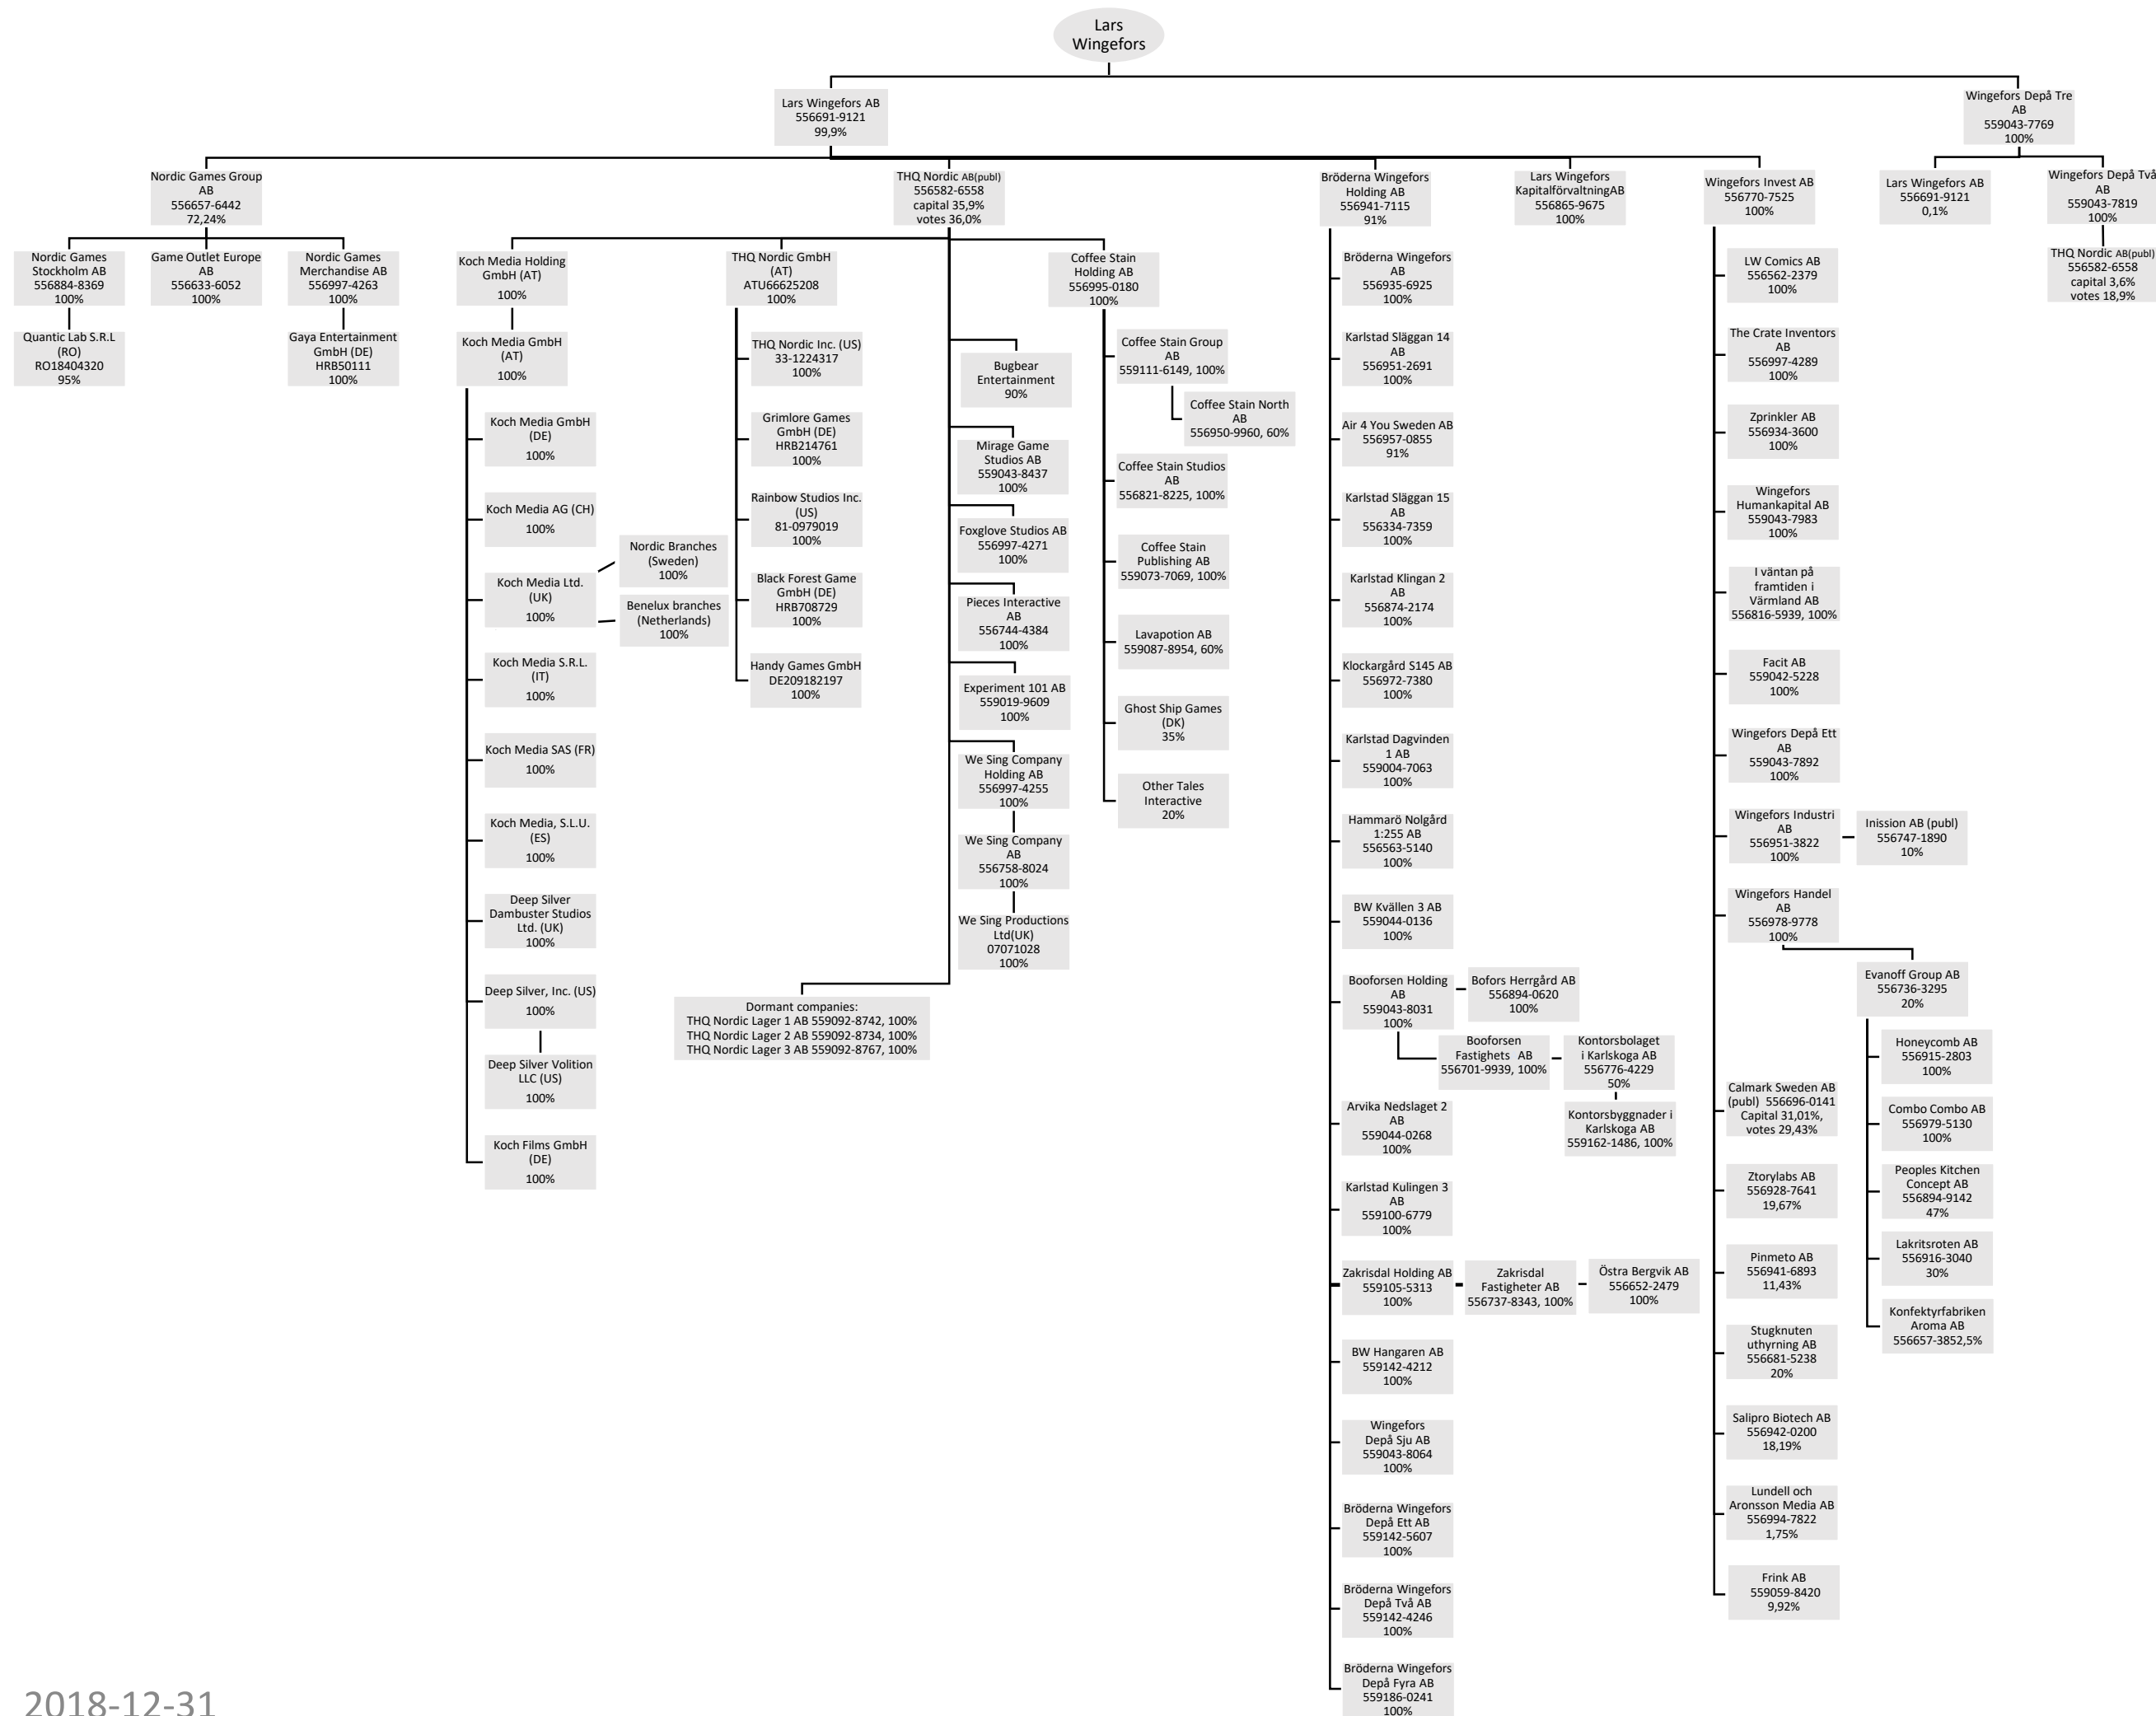 Lars
Wingefors
Lars Wingefors AB
556691-9121
99,9%
Wingefors Depå Tre
AB
559043-7769
100%
Nordic Games Group
AB
556657-6442
72,24%
THQ Nordic AB(publ)
556582-6558
capital 35,9%
votes 36,0%
Bröderna Wingefors
Holding AB
556941-7115
91%
Lars Wingefors
KapitalförvaltningAB
556865-9675
100%
Wingefors Invest AB
556770-7525
100%
Lars Wingefors AB
556691-9121
0,1%
Wingefors Depå Två
AB
559043-7819
100%
THQ Nordic AB(publ)
556582-6558
capital 3,6%
votes 18,9%
Nordic Games
Stockholm AB
556884-8369
100%
Game Outlet Europe
AB
556633-6052
100%
Nordic Games
Merchandise AB
556997-4263
100%
Quantic Lab S.R.L
(RO)
RO18404320
95%
Gaya Entertainment
GmbH (DE)
HRB50111
100%
Koch Media Holding
GmbH (AT)
100%
Koch Media GmbH
(AT)
100%
Koch Media GmbH
(DE)
100%
Koch Media AG (CH)
100%
Koch Media Ltd.
(UK)
100%
Nordic Branches
(Sweden)
100%
Benelux branches
(Netherlands)
100%
Koch Media S.R.L.
(IT)
100%
Koch Media SAS (FR)
100%
Koch Media, S.L.U.
(ES)
100%
Deep Silver
Dambuster Studios
Ltd. (UK)
100%
Deep Silver, Inc. (US)
100%
Deep Silver Volition
LLC (US)
100%
Koch Films GmbH
(DE)
100%
THQ Nordic GmbH
(AT)
ATU66625208
100%
THQ Nordic Inc. (US)
33-1224317
100%
Grimlore Games
GmbH (DE)
HRB214761
100%
Rainbow Studios Inc.
(US)
81-0979019
100%
Black Forest Game
GmbH (DE)
HRB708729
100%
Handy Games GmbH
DE209182197
100%
Bugbear
Entertainment
90%
Mirage Game
Studios AB
559043-8437
100%
Foxglove Studios AB
556997-4271
100%
Pieces Interactive
AB
556744-4384
100%
Experiment 101 AB
559019-9609
100%
We Sing Company
Holding AB
556997-4255
100%
We Sing Company
AB
556758-8024
100%
We Sing Productions
Ltd(UK)
07071028
100%
Dormant companies:
THQ Nordic Lager 1 AB 559092-8742, 100%
THQ Nordic Lager 2 AB 559092-8734, 100%
THQ Nordic Lager 3 AB 559092-8767, 100%
Coffee Stain
Holding AB
556995-0180
100%
Coffee Stain Group
AB
559111-6149, 100%
Coffee Stain North
AB
556950-9960, 60%
Coffee Stain Studios
AB
556821-8225, 100%
Coffee Stain
Publishing AB
559073-7069, 100%
Lavapotion AB
559087-8954, 60%
Ghost Ship Games
(DK)
35%
Other Tales
Interactive
20%
Bröderna Wingefors
AB
556935-6925
100%
Karlstad Släggan 14
AB
556951-2691
100%
Air 4 You Sweden AB
556957-0855
91%
Karlstad Släggan 15
AB
556334-7359
100%
Karlstad Klingan 2
AB
556874-2174
100%
Klockargård S145 AB
556972-7380
100%
Karlstad Dagvinden
1 AB
559004-7063
100%
Hammarö Nolgård
1:255 AB
556563-5140
100%
BW Kvällen 3 AB
559044-0136
100%
Booforsen Holding
AB
559043-8031
100%
Bofors Herrgård AB
556894-0620
100%
Booforsen
Fastighets AB
556701-9939, 100%
Kontorsbolaget
i Karlskoga AB
556776-4229
50%
Kontorsbyggnader i
Karlskoga AB
559162-1486, 100%
Arvika Nedslaget 2
AB
559044-0268
100%
Karlstad Kulingen 3
AB
559100-6779
100%
Zakrisdal Holding AB
559105-5313
100%
Zakrisdal
Fastigheter AB
556737-8343, 100%
Östra Bergvik AB
556652-2479
100%
BW Hangaren AB
559142-4212
100%
Wingefors
Depå Sju AB
559043-8064
100%
Bröderna Wingefors
Depå Ett AB
559142-5607
100%
Bröderna Wingefors
Depå Två AB
559142-4246
100%
Bröderna Wingefors
Depå Fyra AB
559186-0241
100%
LW Comics AB
556562-2379
100%
The Crate Inventors
AB
556997-4289
100%
Zprinkler AB
556934-3600
100%
Wingefors
Humankapital AB
559043-7983
100%
I väntan på
framtiden i
Värmland AB
556816-5939, 100%
Facit AB
559042-5228
100%
Wingefors Depå Ett
AB
559043-7892
100%
Wingefors Industri
AB
556951-3822
100%
Inission AB (publ)
556747-1890
10%
Wingefors Handel
AB
556978-9778
100%
Evanoff Group AB
556736-3295
20%
Honeycomb AB
556915-2803
100%
Combo Combo AB
556979-5130
100%
Peoples Kitchen
Concept AB
556894-9142
47%
Lakritsroten AB
556916-3040
30%
Konfektyrfabriken
Aroma AB
556657-3852,5%
Calmark Sweden AB
(publ) 556696-0141
Capital 31,01%,
votes 29,43%
Ztorylabs AB
556928-7641
19,67%
Pinmeto AB
556941-6893
11,43%
Stugknuten
uthyrning AB
556681-5238
20%
Salipro Biotech AB
556942-0200
18,19%
Lundell och
Aronsson Media AB
556994-7822
1,75%
Frink AB
559059-8420
9,92%
2018-12-31